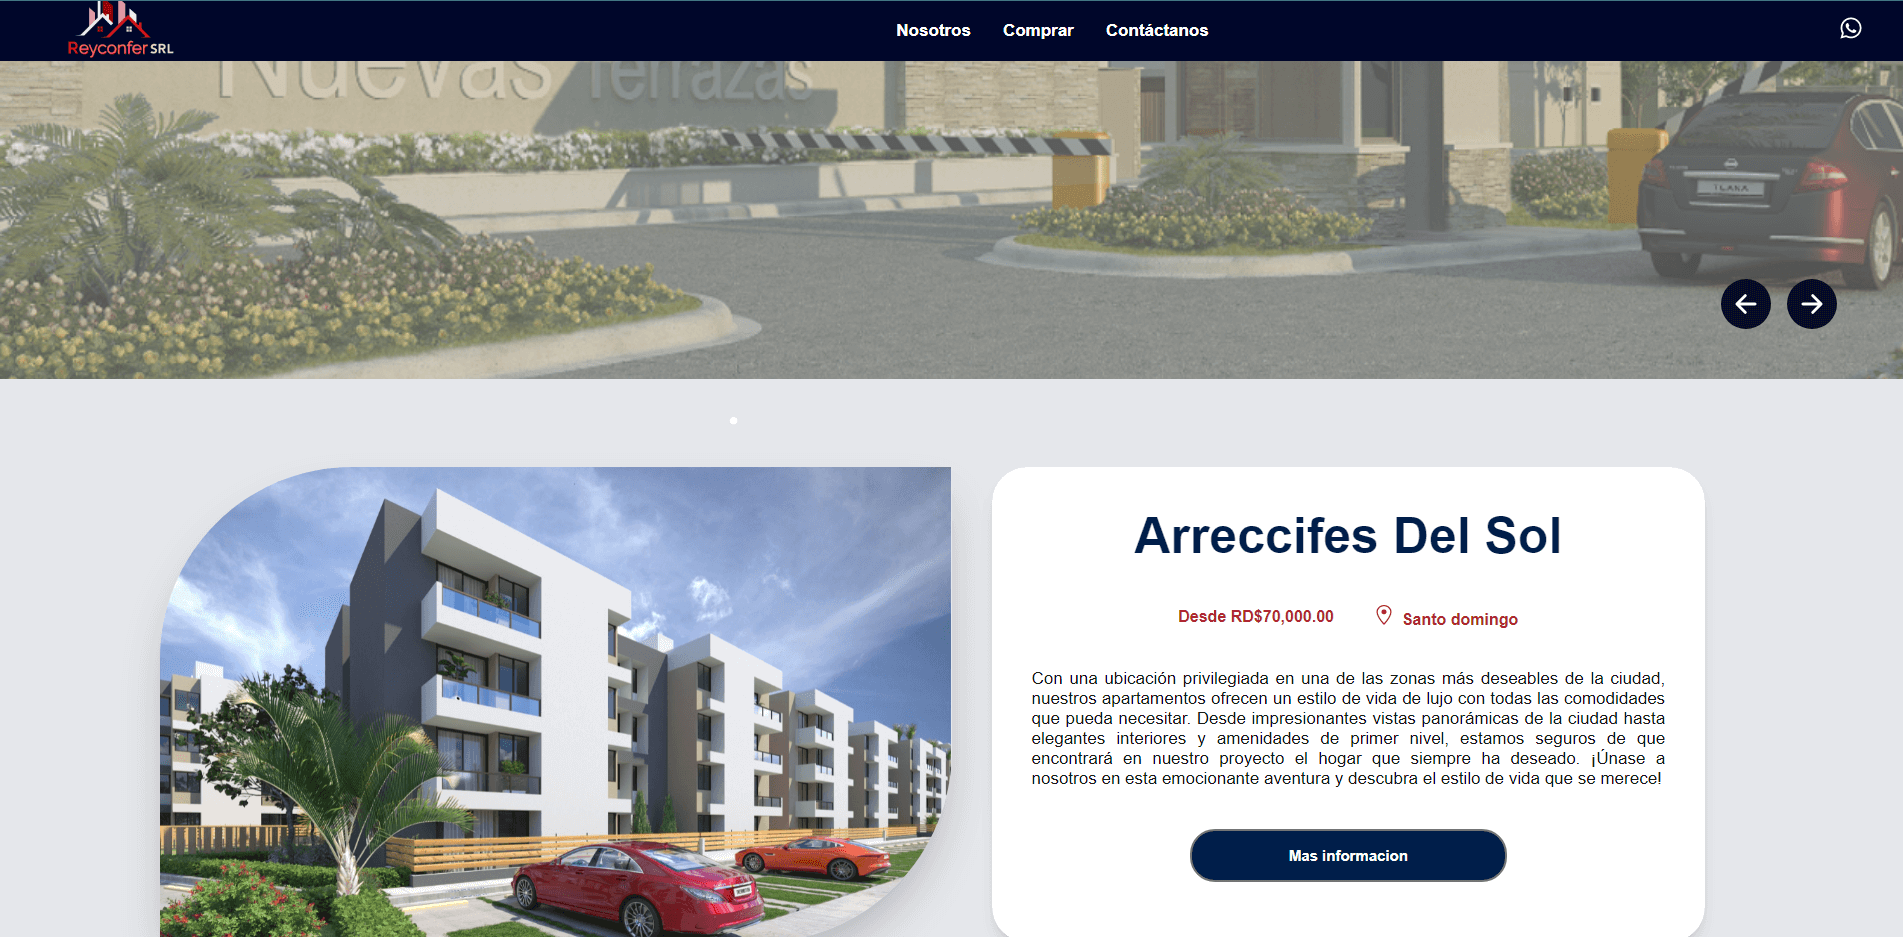 Reyconfer SRL
Nosotros
Comprar
Contáctanos
Nuevas Terrazas
Arreccifes Del Sol
Desde RD$70,000.00
Santo domingo
Con una ubicación privilegiada en una de las zonas más deseables de la ciudad,
nuestros apartamentos ofrecen un estilo de vida de lujo con todas las comodidades
que pueda necesitar. Desde impresionantes vistas panorámicas de la ciudad hasta
elegantes interiores y amenidades de primer nivel, estamos seguros de que
encontrará en nuestro proyecto el hogar que siempre ha deseado. ¡Únase a
nosotros en esta emocionante aventura y descubra el estilo de vida que se merece!
Mas informacion